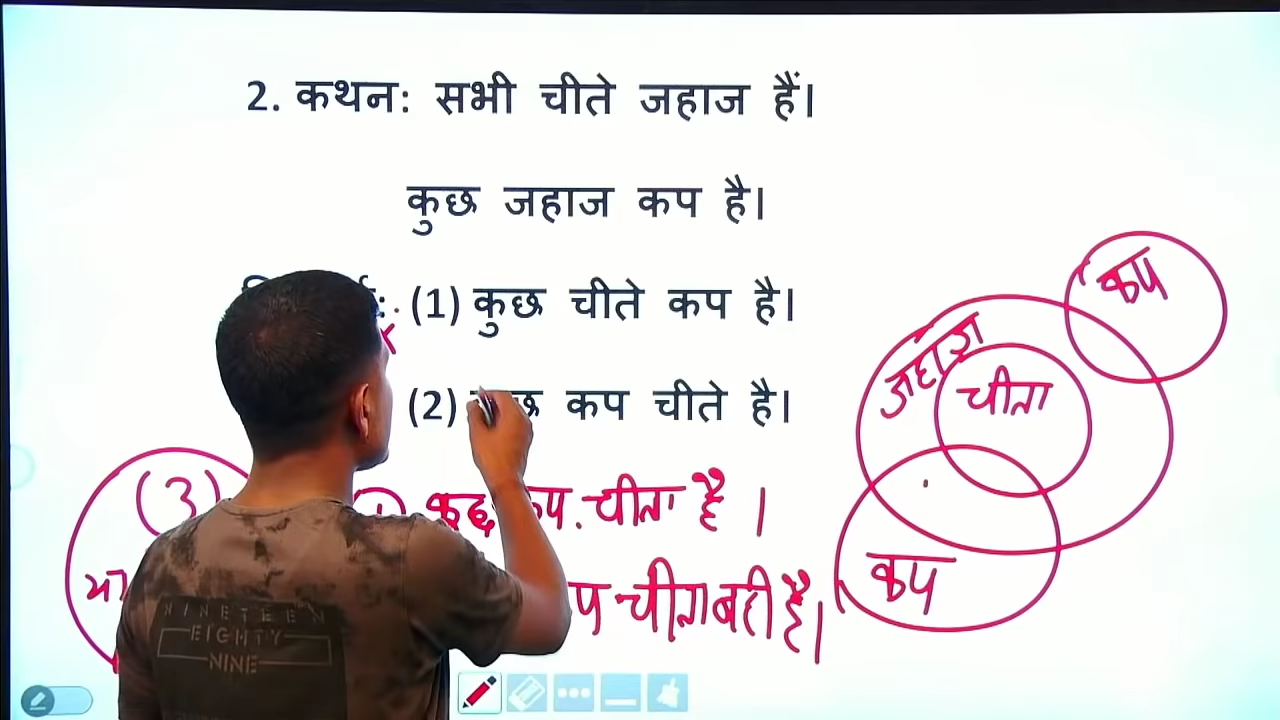 2. कथन: सभी चीते जहाज हैं।
कुछ जहाज कप है।
(1) कुछ चीते कप है।
(2) कप चीते है।
(3)
चीता है।
चीता नही है।
कप
जहाज
चीता
कप
NINETEEN
EIGHTY
NINE